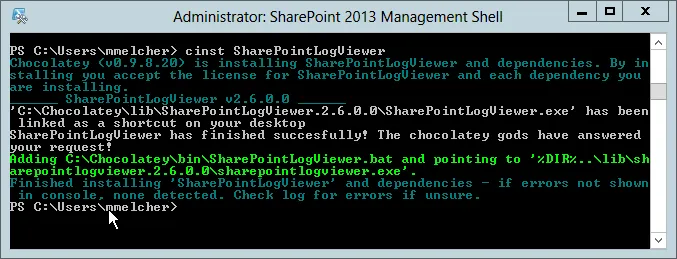 Administrator: SharePoint 2013 Management Shell
PS C:\Users\mmelcher> cinst SharePointLogViewer
Chocolatey (v0.9.8.20) is installing SharePointLogViewer and dependencies. By in
stalling you accept the license for SharePointLogViewer and each dependency you
are installing.
______ SharePointLogViewer v2.6.0.0 ______
'C:\Chocolatey\lib\SharePointLogViewer.2.6.0.0\SharePointLogViewer.exe' has been
linked as a shortcut on your desktop
SharePointLogViewer has finished succesfully! The chocolatey gods have answered
your request!
Adding C:\Chocolatey\bin\SharePointLogViewer.bat and pointing to '%DIR%..\lib\sh
arepointlogviewer.2.6.0.0\sharepointlogviewer.exe'.
Finished installing 'SharePointLogViewer' and dependencies - if errors not shown
in console, none detected. Check log for errors if unsure.
PS C:\Users\mmelcher>